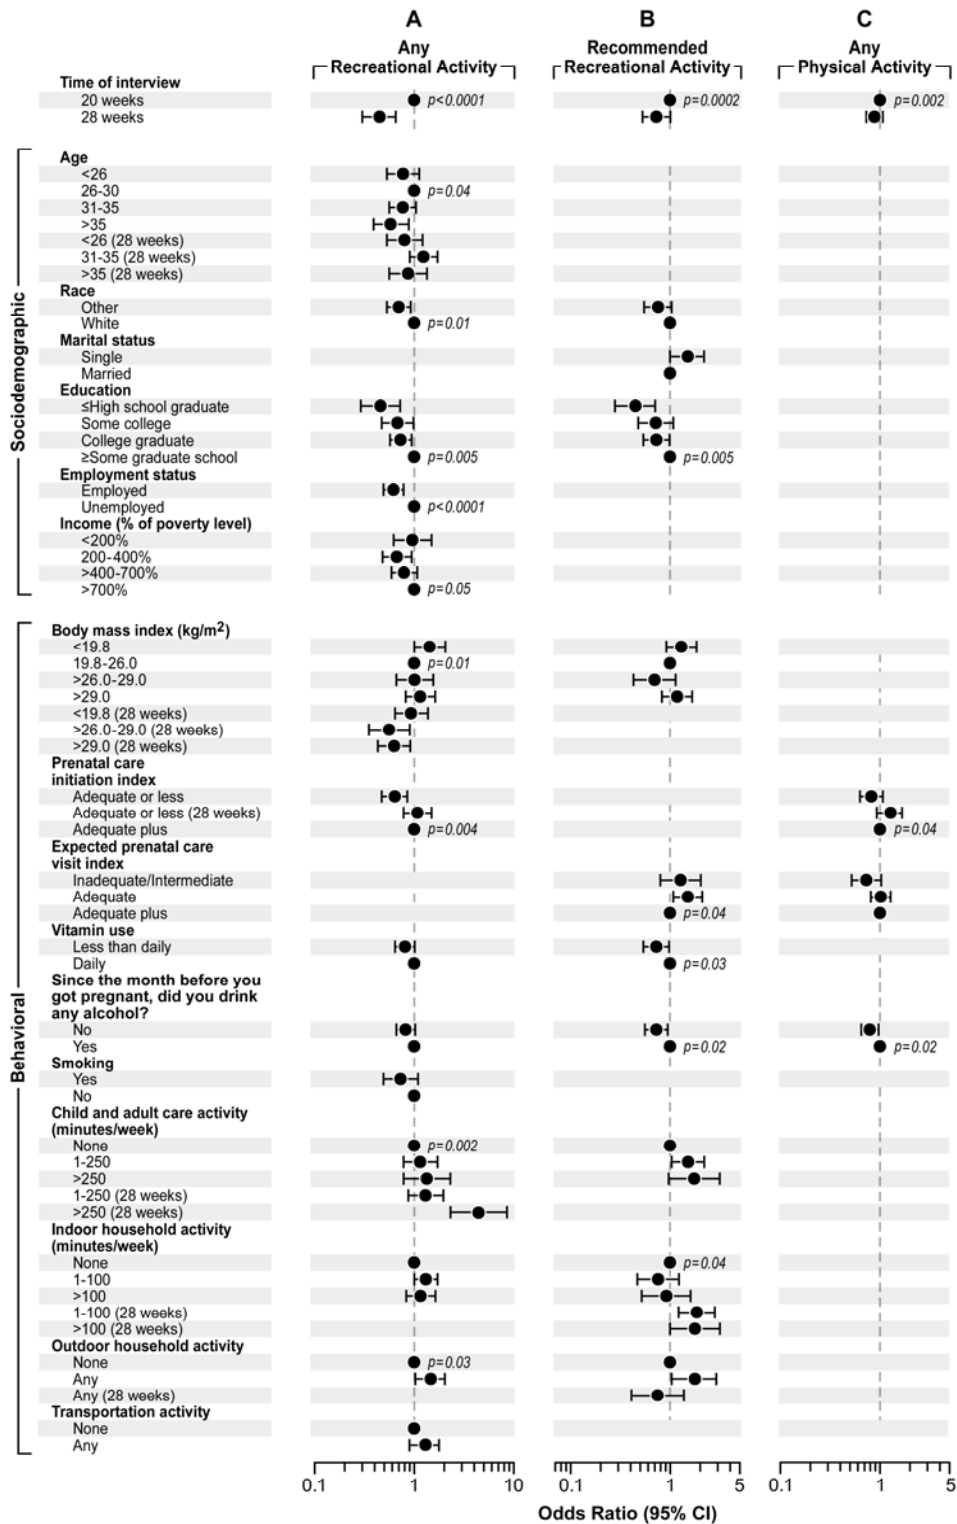 A B C
Any Recommended Any
Recreational Activity Recreational Activity Physical Activity
Time of interview
20 weeks p<0.0001 p=0.0002 p=0.002
28 weeks
Sociodemographic
Age
<26
26-30 p=0.04
31-35
>35
<26 (28 weeks)
31-35 (28 weeks)
>35 (28 weeks)
Race
Other
White p=0.01
Marital status
Single
Married
Education
≤High school graduate
Some college
College graduate
≥Some graduate school p=0.005 p=0.005
Employment status
Employed
Unemployed p<0.0001
Income (% of poverty level)
<200%
200-400%
>400-700%
>700% p=0.05
Behavioral
Body mass index (kg/m²)
<19.8
19.8-26.0 p=0.01
>26.0-29.0
>29.0
<19.8 (28 weeks)
>26.0-29.0 (28 weeks)
>29.0 (28 weeks)
Prenatal care
initiation index
Adequate or less
Adequate or less (28 weeks)
Adequate plus p=0.004 p=0.04
Expected prenatal care
visit index
Inadequate/Intermediate
Adequate
Adequate plus p=0.04
Vitamin use
Less than daily
Daily p=0.03
Since the month before you
got pregnant, did you drink
any alcohol?
No
Yes p=0.02 p=0.02
Smoking
Yes
No
Child and adult care activity
(minutes/week)
None p=0.002
1-250
>250
1-250 (28 weeks)
>250 (28 weeks)
Indoor household activity
(minutes/week)
None p=0.04
1-100
>100
1-100 (28 weeks)
>100 (28 weeks)
Outdoor household activity
None p=0.03
Any
Any (28 weeks)
Transportation activity
None
Any
0.1 1 10 0.1 1 5 0.1 1 5
Odds Ratio (95% CI)